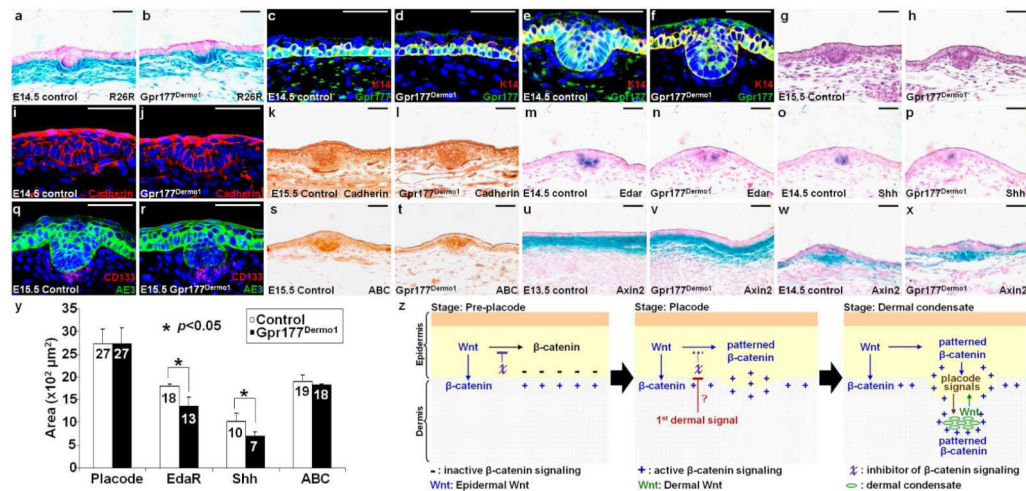 a
R26R
b
Gpr177Dermo1
R26R
E14.5 control
c
K14
E14.5 control Gpr177
d
K14
Gpr177Dermo1 Gpr177
e
K14
E14.5 control Gpr177
f
K14
Gpr177Dermo1 Gpr177
g
E15.5 control
h
Gpr177Dermo1
i
E14.5 control Cadherin
j
Gpr177Dermo1 Cadherin
k
E15.5 Control Cadherin
l
Gpr177Dermo1 Cadherin
m
E14.5 control Edar
n
Gpr177Dermo1 Edar
o
E14.5 control Shh
p
Gpr177Dermo1 Shh
q
CD133
E15.5 Control AE3
r
CD133
E15.5 Gpr177Dermo1 AE3
s
E15.5 Control ABC
t
Gpr177Dermo1 ABC
u
E13.5 control Axin2
v
Gpr177Dermo1 Axin2
w
E14.5 control Axin2
x
Gpr177Dermo1 Axin2
y
Area (x10² µm²)
40
35
30
25
20
15
10
5
0
Control
Gpr177Dermo1
* p<0.05
27 27
* 18 13
* 10 7
19 18
Placode EdaR Shh ABC
z
Stage: Pre-placode
Epidermis
Dermis
Wnt β-catenin
β-catenin
- : inactive β-catenin signaling
Wnt: Epidermal Wnt
Stage: Placode
Wnt patterned
β-catenin
β-catenin
?
1st dermal signal
+ : active β-catenin signaling
Wnt: Dermal Wnt
Stage: Dermal condensate
Wnt patterned
β-catenin
β-catenin
placode
signals
Wnt
patterned
β-catenin
: inhibitor of β-catenin signaling
: dermal condensate